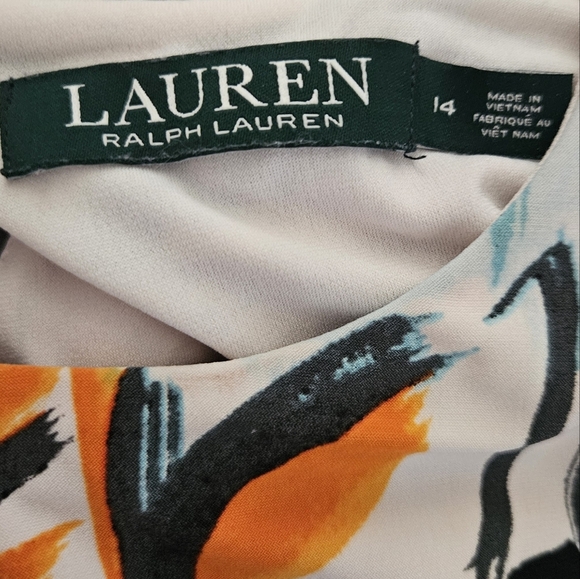 LAUREN
RALPH LAUREN
14
MADE IN
VIETNAM
FABRIQUÉ AU
VIÊT NAM